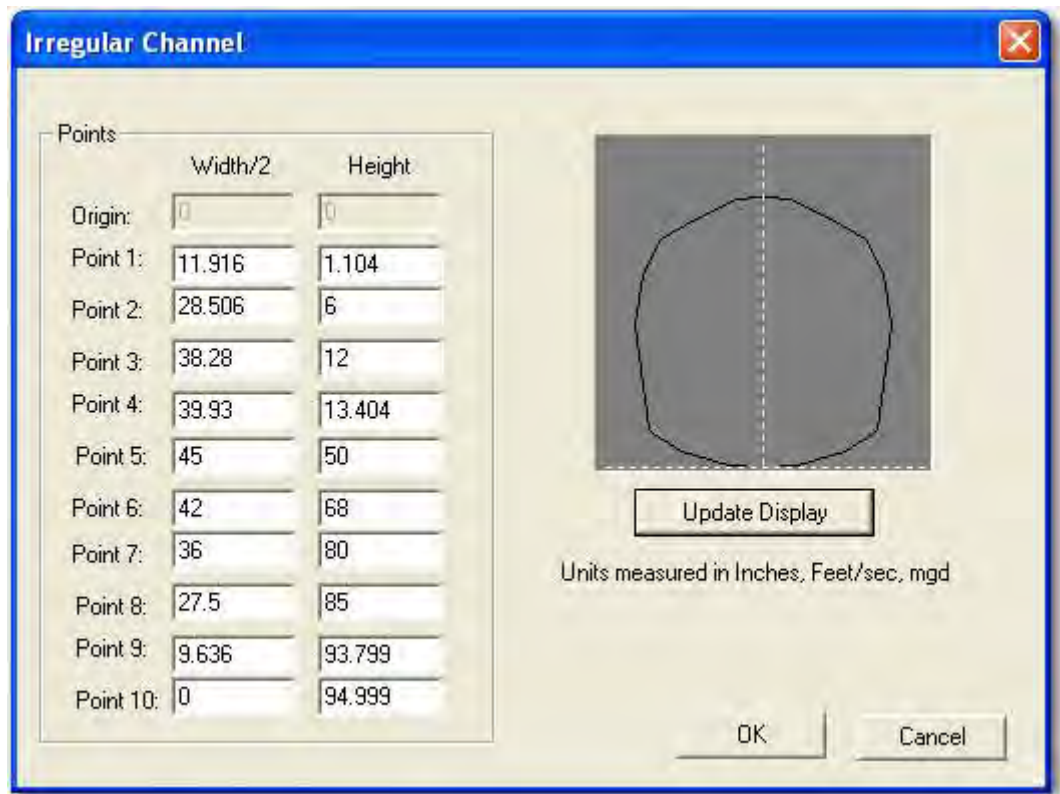 Irregular Channel
Points
Width/2 Height
Origin: 0 0
Point 1: 11.916 1.104
Point 2: 28.506 6
Point 3: 38.28 12
Point 4: 39.93 13.404
Point 5: 45 50
Point 6: 42 68
Point 7: 36 80
Point 8: 27.5 85
Point 9: 9.636 93.799
Point 10: 0 94.999
Update Display
Units measured in Inches, Feet/sec, mgd
OK Cancel